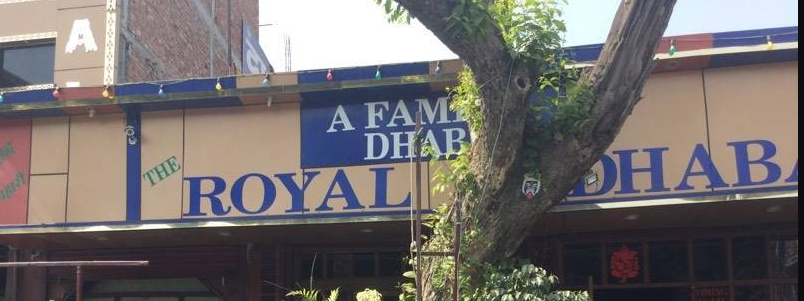 A
A FAMI
DHAB
THE
ROYAL DHABA